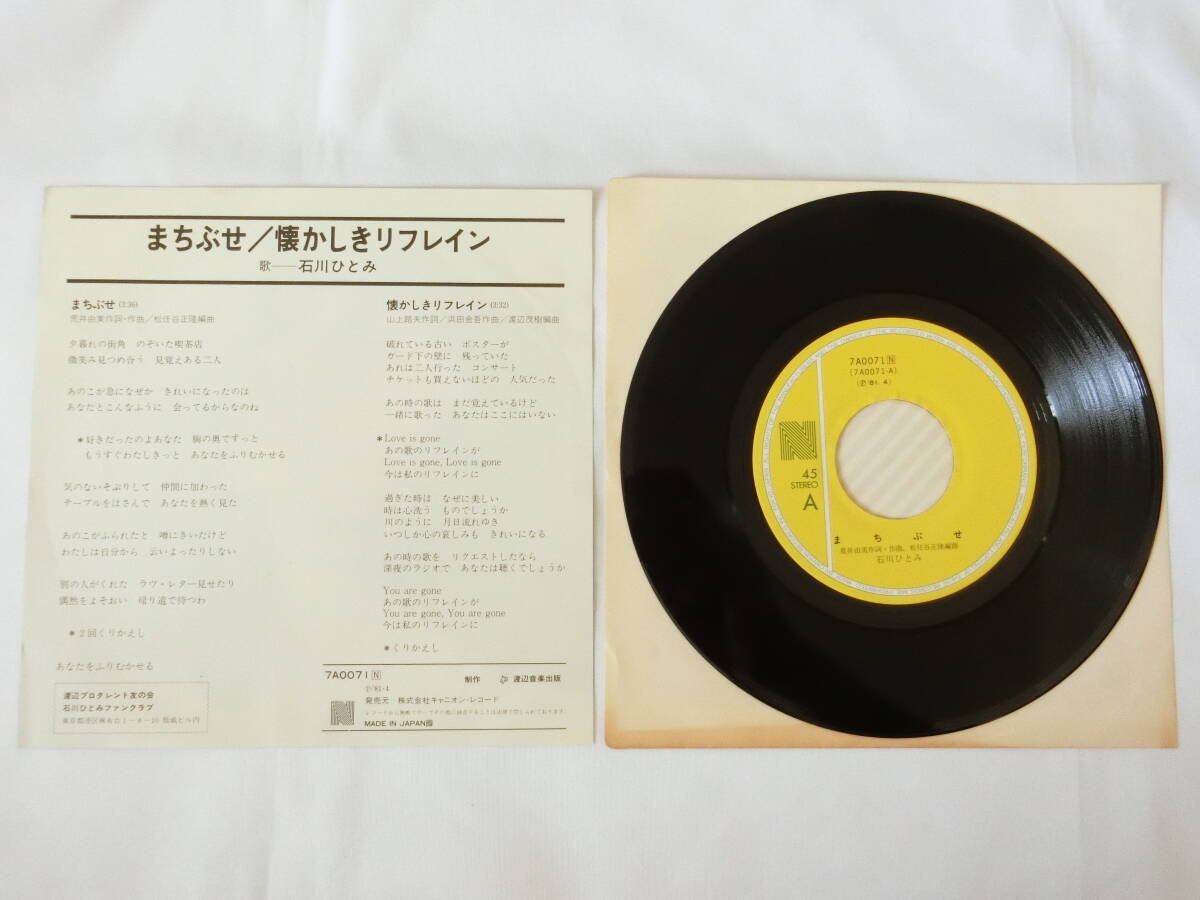 まちぶせ／懐かしきリフレイン
歌――石川ひとみ
まちぶせ(3:36)
荒井由実作詞・作曲／松任谷正隆編曲
夕暮れの街角　のぞいた喫茶店
微笑み見つめ合う　見覚えある二人
あのこが急になぜか　きれいになったのは
あなたとこんなふうに　会ってるからなのね
＊好きだったのよあなた　胸の奥でずっと
もうすぐわたしきっと　あなたをふりむかせる
気のないそぶりして　仲間に加わった
テーブルをはさんで　あなたを熱く見た
あのこがふられたと　噂にきいたけど
わたしは自分から　云いよったりしない
別の人がくれた　ラヴ・レター見せたり
偶然をよそおい　帰り道で待つわ
＊2回くりかえし
あなたをふりむかせる
渡辺プロタレント友の会
石川ひとみファンクラブ
懐かしきリフレイン(3:32)
山上路夫作詞／浜田金吾作曲／渡辺茂樹編曲
破れている古い　ポスターが
ガード下の壁に　残っていた
あれは二人行った　コンサート
チケットも買えないほどの　人気だった
あの時の歌は　まだ覚えているけど
一緒に歌った　あなたはここにはいない
＊Love is gone
あの歌のリフレインが
Love is gone, Love is gone
今は私のリフレインに
過ぎた時は　なぜに美しい
時は心洗う　ものでしょうか
川のように　月日流れゆき
いつしか心の哀しみも　きれいになる
あの時の歌を　リクエストしたなら
深夜のラジオで　あなたは聴くでしょうか
You are gone
あの歌のリフレインが
You are gone, You are gone
今は私のリフレインに
＊くりかえし
7A0071 N
制作　渡辺音楽出版
Ⓟ'81・4
発売元　株式会社キャニオン・レコード
MADE IN JAPAN
7A0071 N
(7A0071-A)
(Ⓟ'81. 4)
N
45
STEREO
A
まちぶせ
荒井由実作詞・作曲、松任谷正隆編曲
石川ひとみ